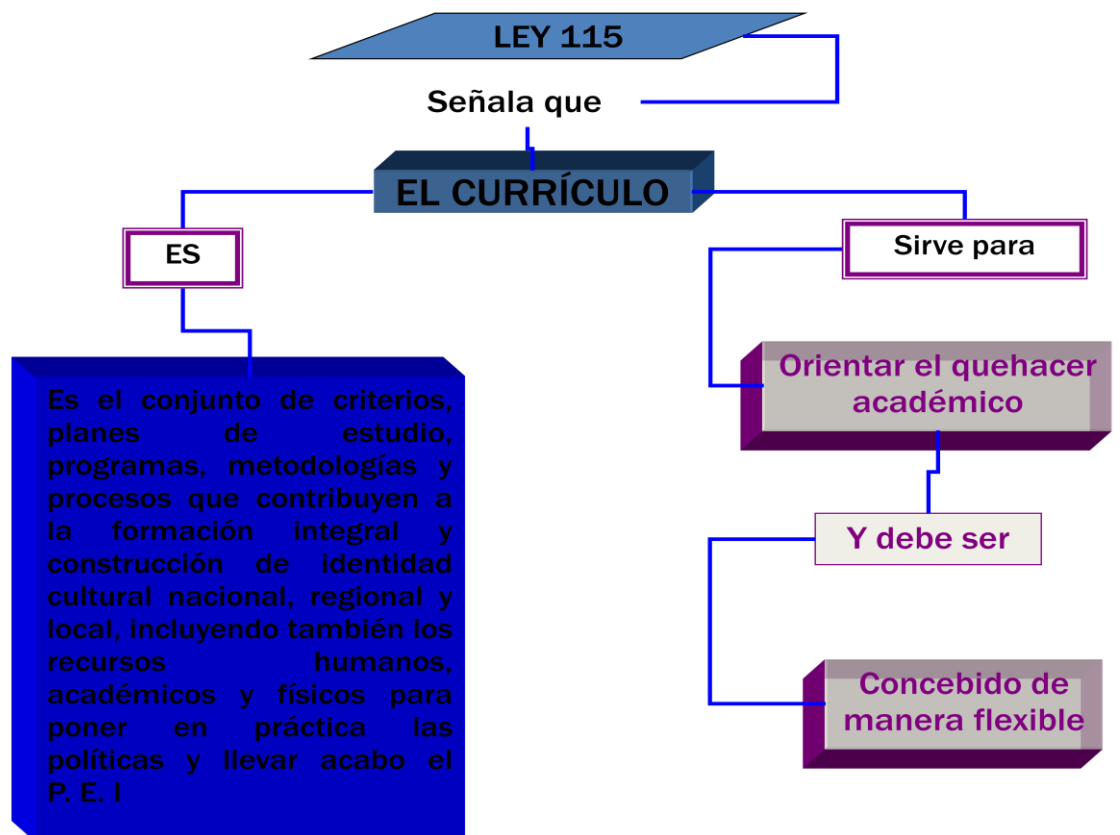 LEY 115
Señala que
EL CURRÍCULO
ES
Sirve para
Es el conjunto de criterios,
planes de estudio,
programas, metodologías y
procesos que contribuyen a
la formación integral y
construcción de identidad
cultural nacional, regional y
local, incluyendo también los
recursos humanos,
académicos y físicos para
poner en práctica las
políticas y llevar acabo el
P. E. I
Orientar el quehacer
académico
Y debe ser
Concebido de
manera flexible